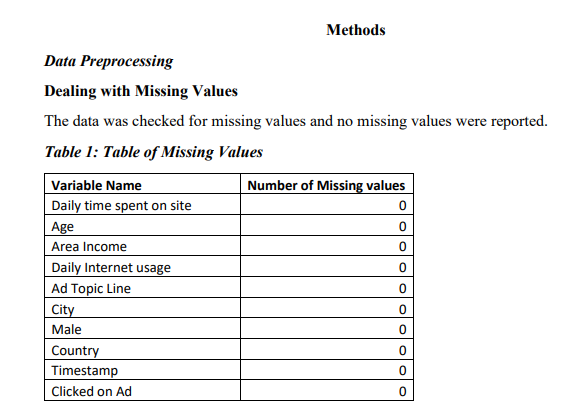 Methods
Data Preprocessing
Dealing with Missing Values
The data was checked for missing values and no missing values were reported.
Table 1: Table of Missing Values
Variable Name Number of Missing values
Daily time spent on site 0
Age 0
Area Income 0
Daily Internet usage 0
Ad Topic Line 0
City 0
Male 0
Country 0
Timestamp 0
Clicked on Ad 0